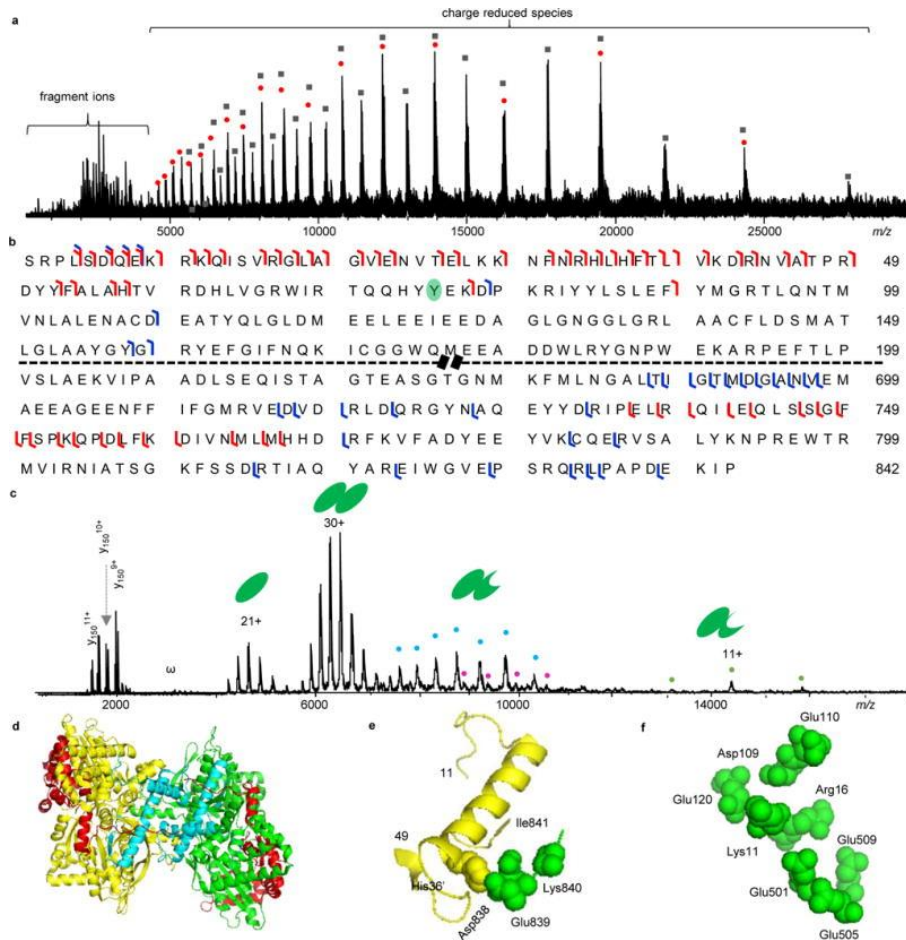 a
charge reduced species
fragment ions
5000 10000 15000 20000 25000 m/z
b
SRPLSDQEK RKQISVRGLA GVENVTELKK NFNRHLHFTL VKDRNVATPR 49
DYYFALAHTV RDHLVGRWIR TQQHYYEKDP KRIYYLSLEF YMGRTLQNTM 99
VNLALENACD EATYQLGLDM EELEEIEEDA GLGNGGLGRL AACFLDSMAT 149
LGLAAYGYG RYEFGIFNQK ICGGWQMEEA DDWLRYGNPW EKARPEFTLP 199
VSLAEKVIPA ADLSEQISTA GTEASGTGNM KFMLNGALTI GTMDGANVEM 699
AEEAGEENFF IFGMRVEDVD RLDQRGYNAQ EYYDRIPELR QIIEQLSSGF 749
FSPKQPDLFK DIVNMLMHHD RFKVFADYEE YVKCQERVSA LYKNPREWTR 799
MVIRNIATSG KFSSDRTIAQ YAREIWGVEP SRQRLPAPDE KIP 842
c
y150 11+
y150 10+
y150 9+
ω
21+
30+
11+
2000 6000 10000 14000 m/z
d
e
11
49
Ile841
His36'
Lys840
Asp838
Glu839
f
Glu110
Asp109
Glu120
Arg16
Lys11
Glu509
Glu501
Glu505